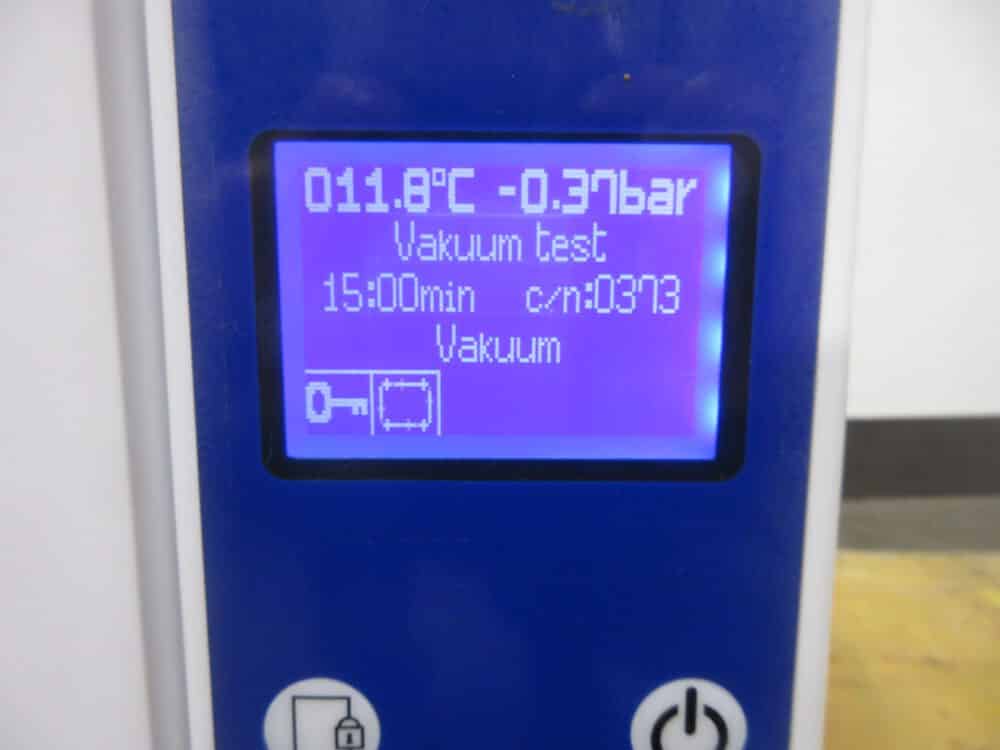 011.8°C -0.37bar
Vakuum test
15:00min c/n:0373
Vakuum